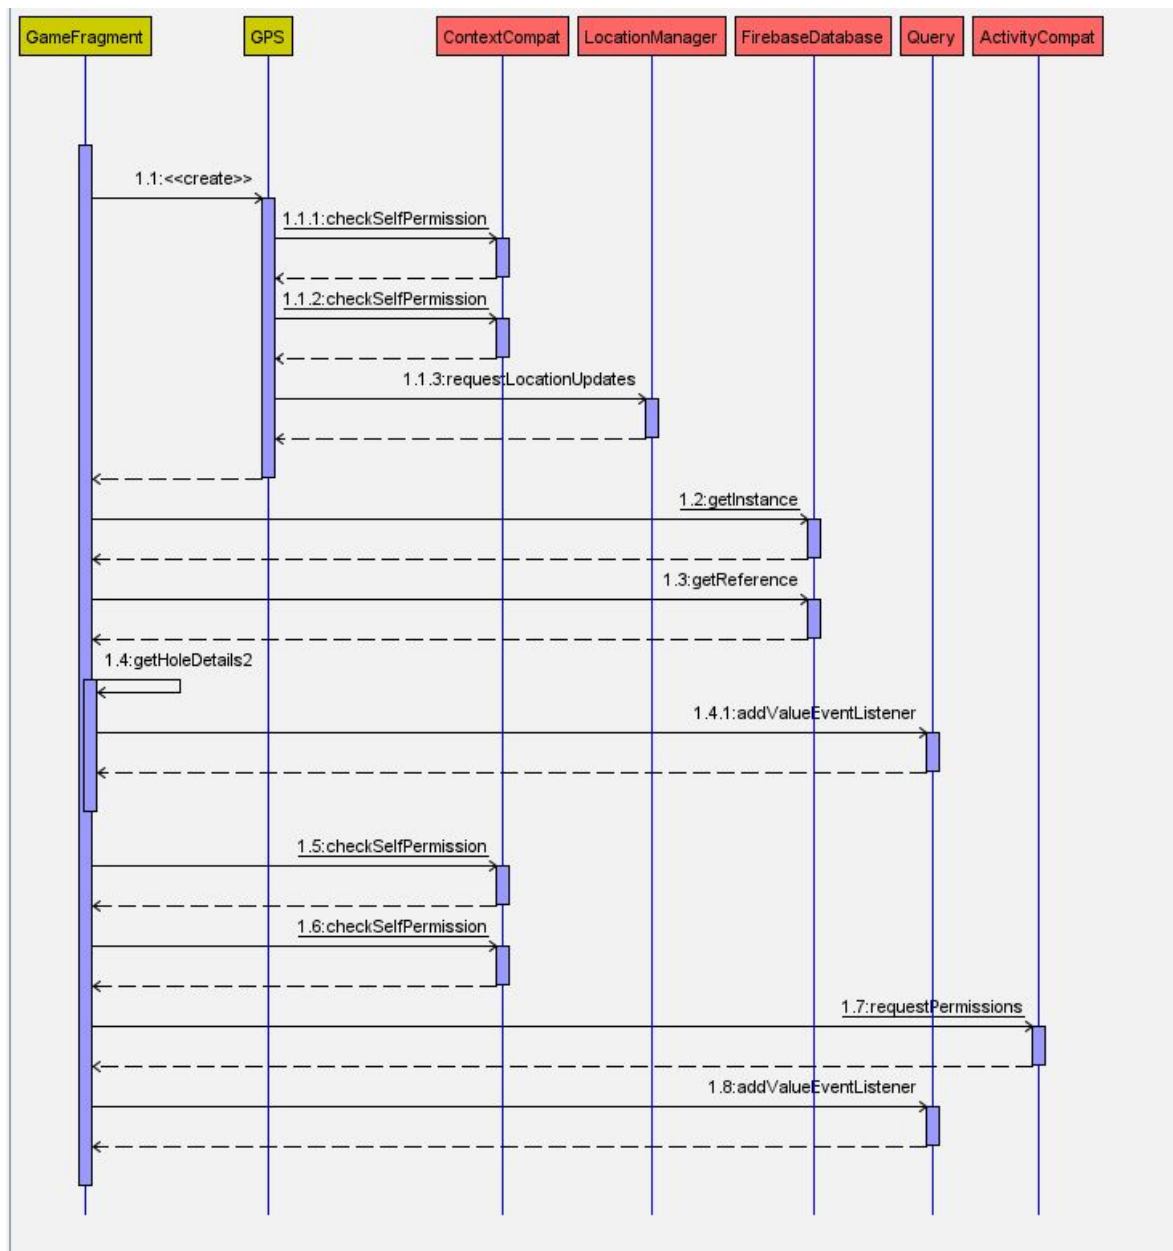 GameFragment GPS ContextCompat LocationManager FirebaseDatabase Query ActivityCompat
1.1:<<create>>
1.1.1:checkSelfPermission
1.1.2:checkSelfPermission
1.1.3:requestLocationUpdates
1.2:getInstance
1.3:getReference
1.4:getHoleDetails2
1.4.1:addValueEventListener
1.5:checkSelfPermission
1.6:checkSelfPermission
1.7:requestPermissions
1.8:addValueEventListener